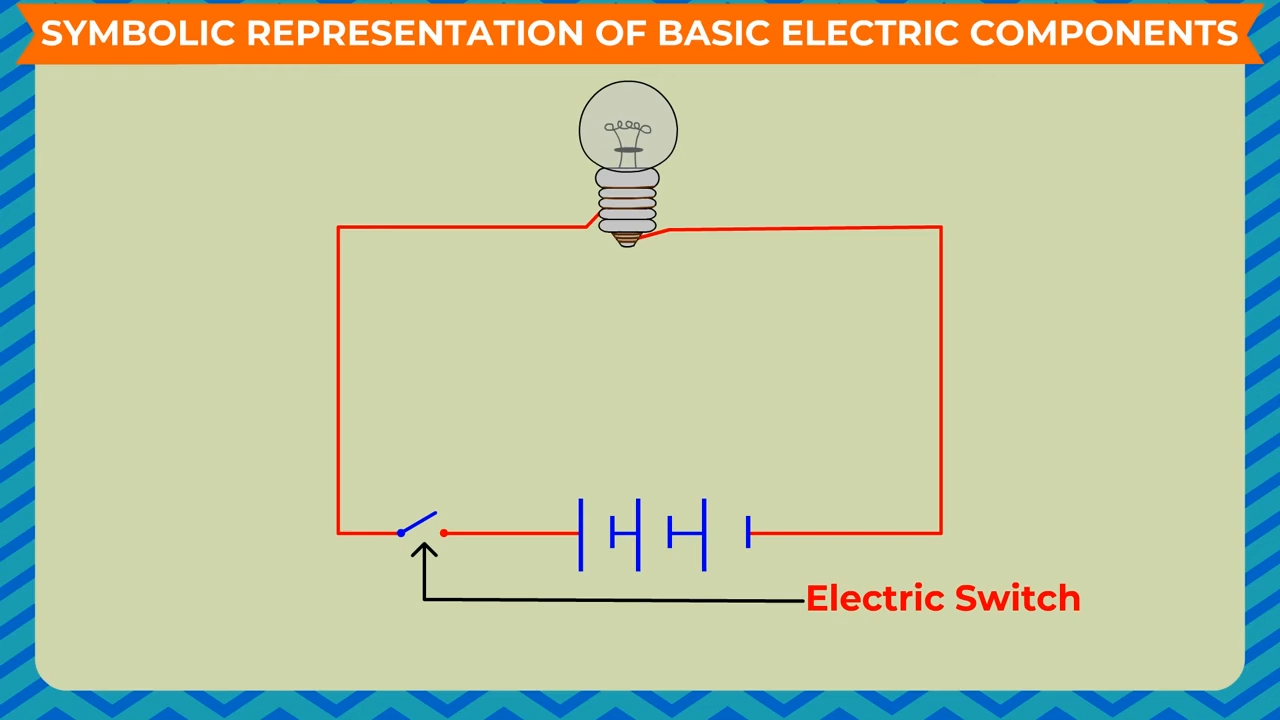 SYMBOLIC REPRESENTATION OF BASIC ELECTRIC COMPONENTS
Electric Switch